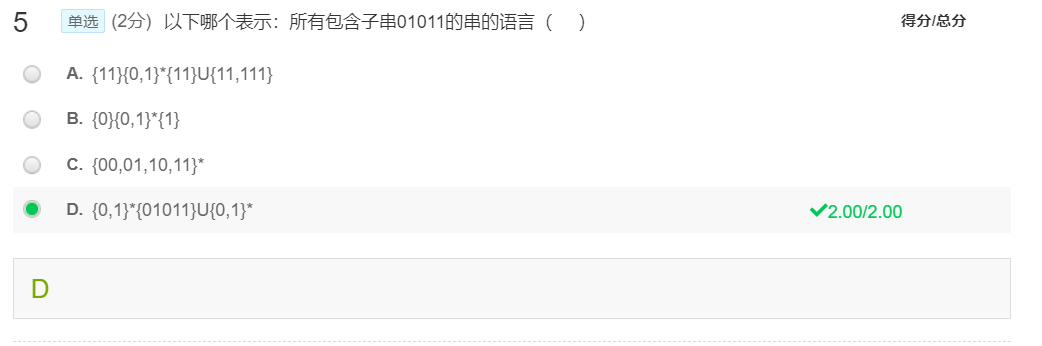 5 单选 (2分) 以下哪个表示：所有包含子串01011的串的语言（ ） 得分/总分
A. {11}{0,1}*{11}U{11,111}
B. {0}{0,1}*{1}
C. {00,01,10,11}*
D. {0,1}*{01011}U{0,1}* 2.00/2.00
D